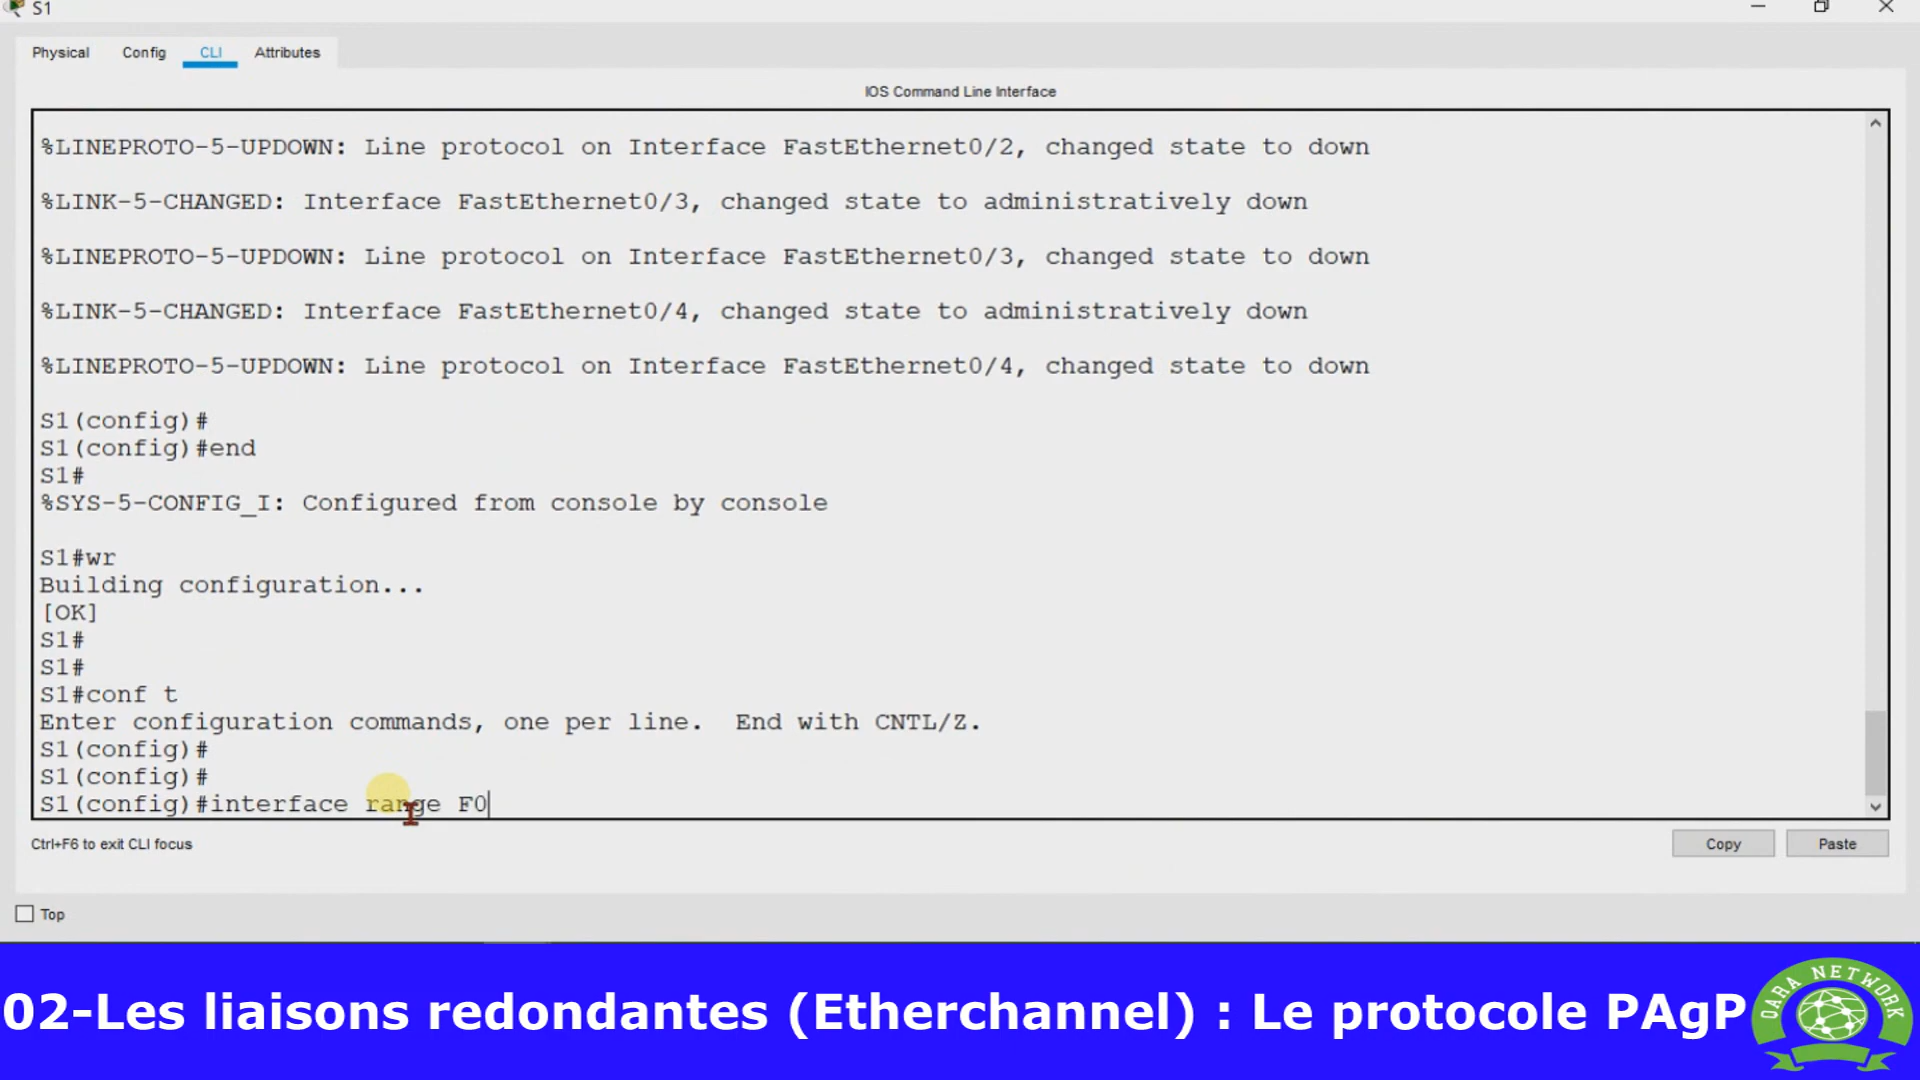 S1
Physical Config CLI Attributes
IOS Command Line Interface
%LINEPROTO-5-UPDOWN: Line protocol on Interface FastEthernet0/2, changed state to down
%LINK-5-CHANGED: Interface FastEthernet0/3, changed state to administratively down
%LINEPROTO-5-UPDOWN: Line protocol on Interface FastEthernet0/3, changed state to down
%LINK-5-CHANGED: Interface FastEthernet0/4, changed state to administratively down
%LINEPROTO-5-UPDOWN: Line protocol on Interface FastEthernet0/4, changed state to down
S1(config)#
S1(config)#end
S1#
%SYS-5-CONFIG_I: Configured from console by console
S1#wr
Building configuration...
[OK]
S1#
S1#
S1#conf t
Enter configuration commands, one per line.  End with CNTL/Z.
S1(config)#
S1(config)#
S1(config)#interface range F0
Ctrl+F6 to exit CLI focus
Copy Paste
Top
02-Les liaisons redondantes (Etherchannel) : Le protocole PAgP
OARA NETWORK